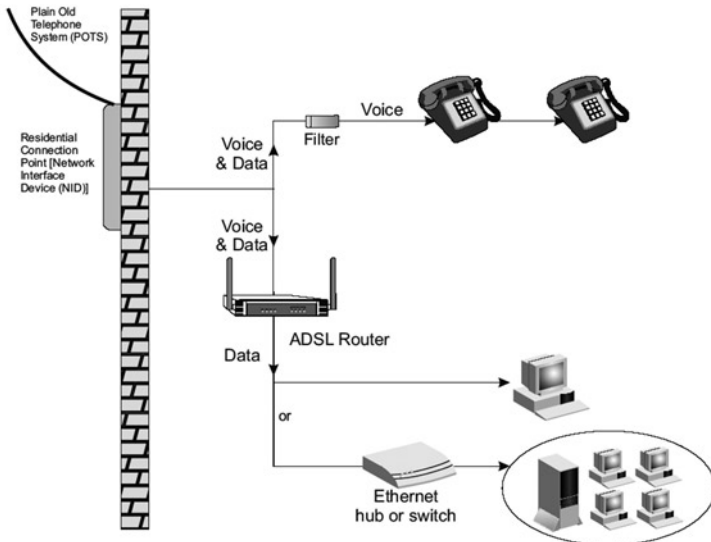 Plain Old
Telephone
System (POTS)
Residential
Connection
Point [Network
Interface
Device (NID)]
Voice
& Data
Filter
Voice
Voice
& Data
ADSL Router
Data
or
Ethernet
hub or switch